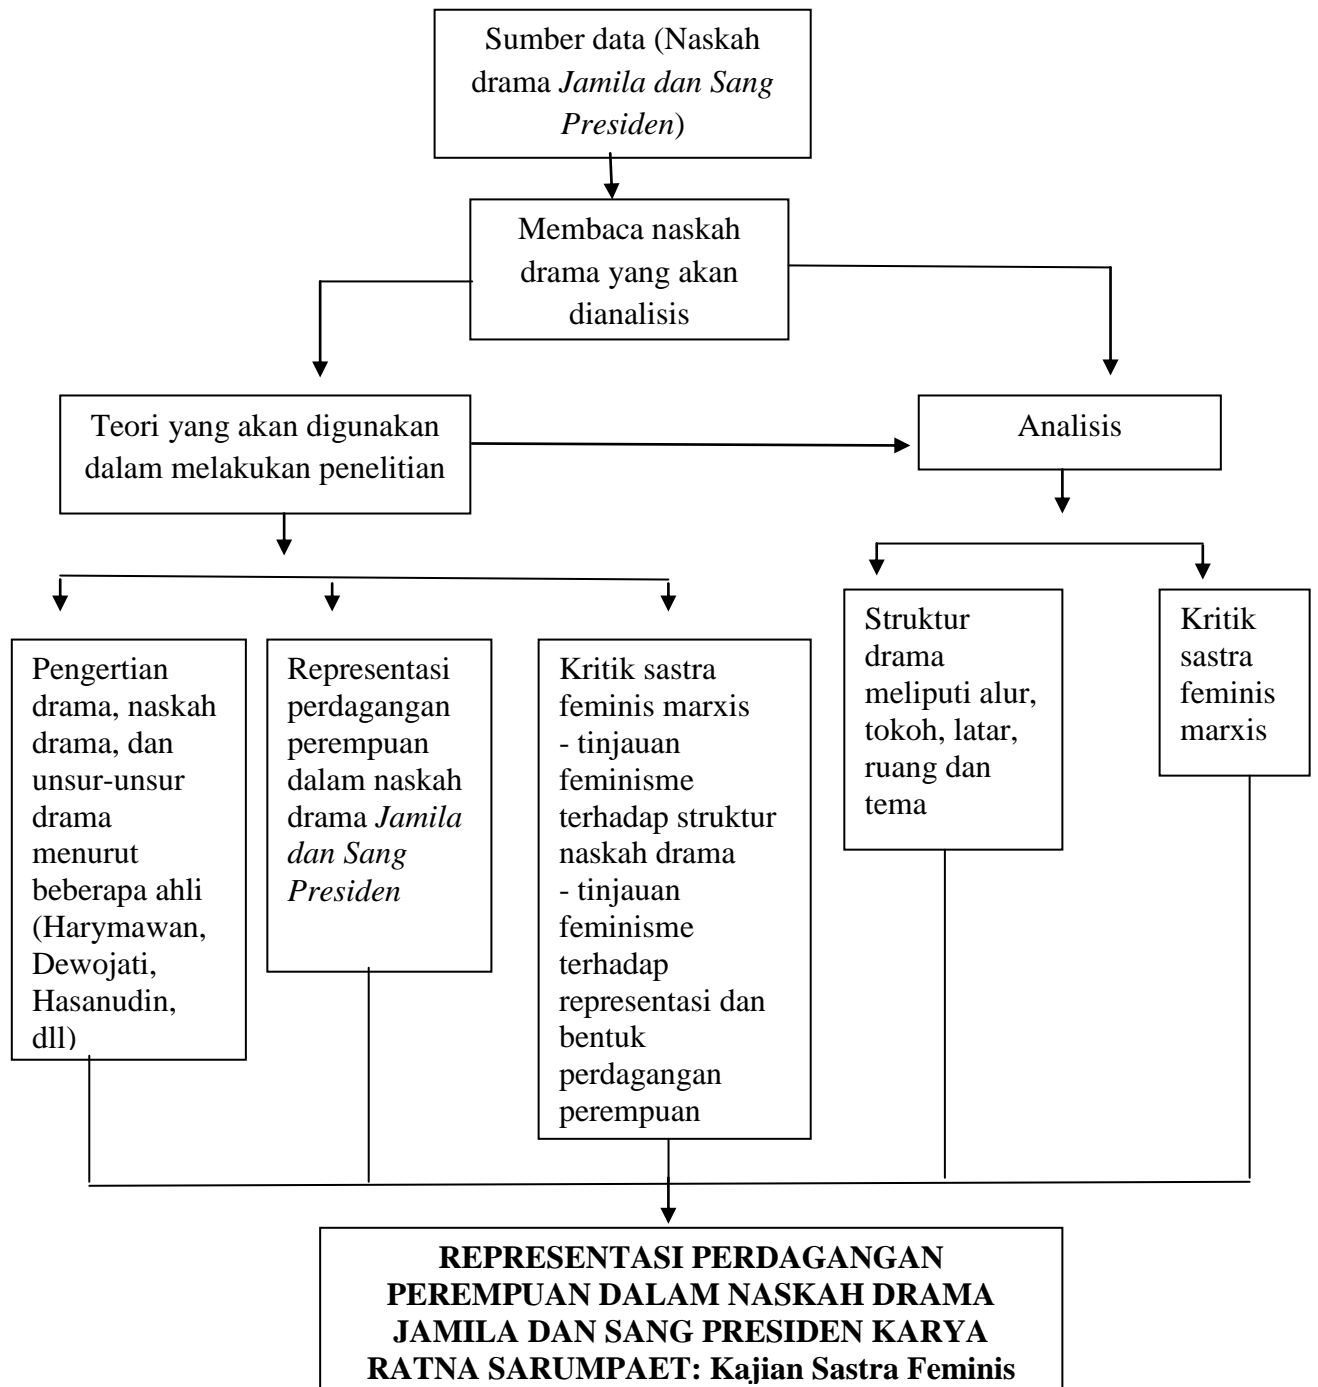 Sumber data (Naskah
drama Jamila dan Sang
Presiden)
Membaca naskah
drama yang akan
dianalisis
Teori yang akan digunakan
dalam melakukan penelitian
Analisis
Pengertian
drama, naskah
drama, dan
unsur-unsur
drama
menurut
beberapa ahli
(Harymawan,
Dewojati,
Hasanudin,
dll)
Representasi
perdagangan
perempuan
dalam naskah
drama Jamila
dan Sang
Presiden
Kritik sastra
feminis marxis
- tinjauan
feminisme
terhadap struktur
naskah drama
- tinjauan
feminisme
terhadap
representasi dan
bentuk
perdagangan
perempuan
Struktur
drama
meliputi alur,
tokoh, latar,
ruang dan
tema
Kritik
sastra
feminis
marxis
REPRESENTASI PERDAGANGAN
PEREMPUAN DALAM NASKAH DRAMA
JAMILA DAN SANG PRESIDEN KARYA
RATNA SARUMPAET: Kajian Sastra Feminis